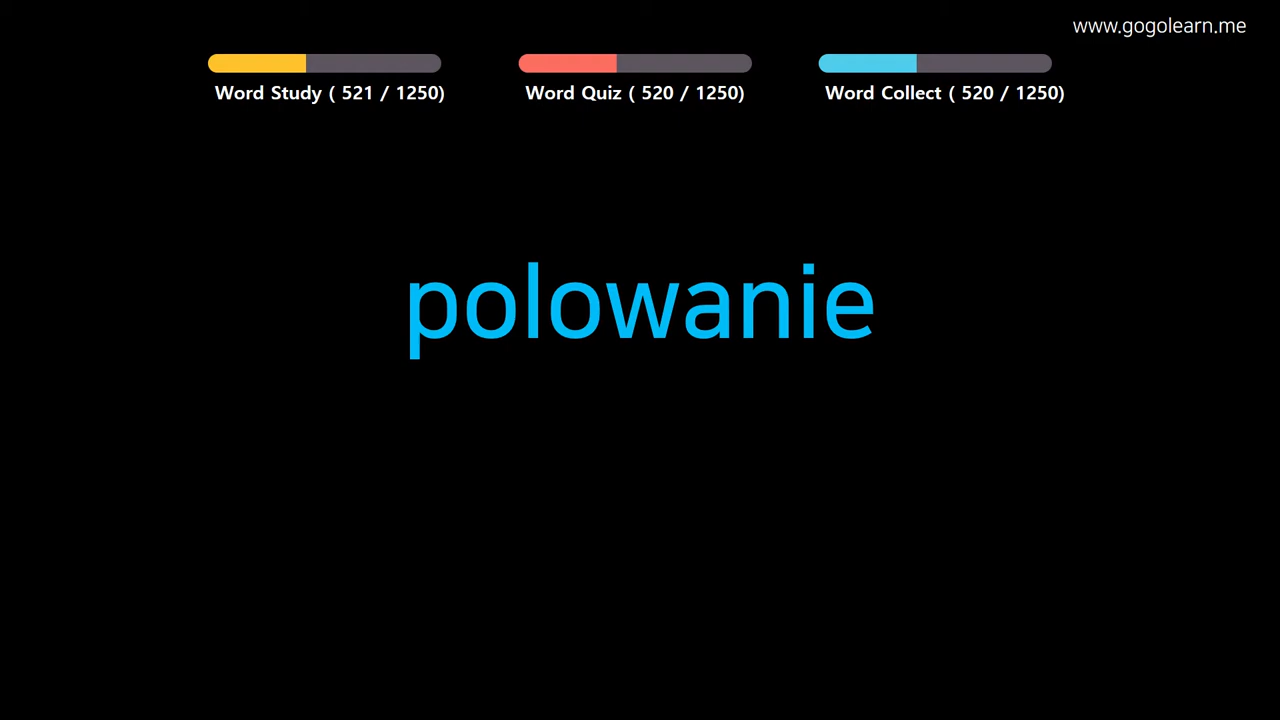 www.gogolearn.me
Word Study ( 521 / 1250)
Word Quiz ( 520 / 1250)
Word Collect ( 520 / 1250)
polowanie